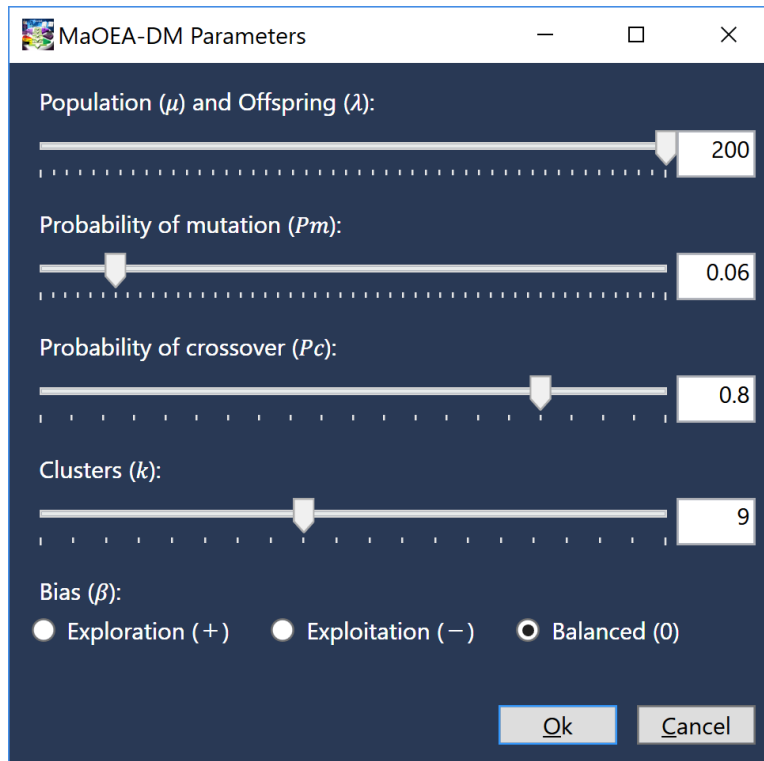 MaOEA-DM Parameters
Population (μ) and Offspring (λ):
200
Probability of mutation (Pm):
0.06
Probability of crossover (Pc):
0.8
Clusters (k):
9
Bias (β):
Exploration (+) Exploitation (−) Balanced (0)
Ok Cancel